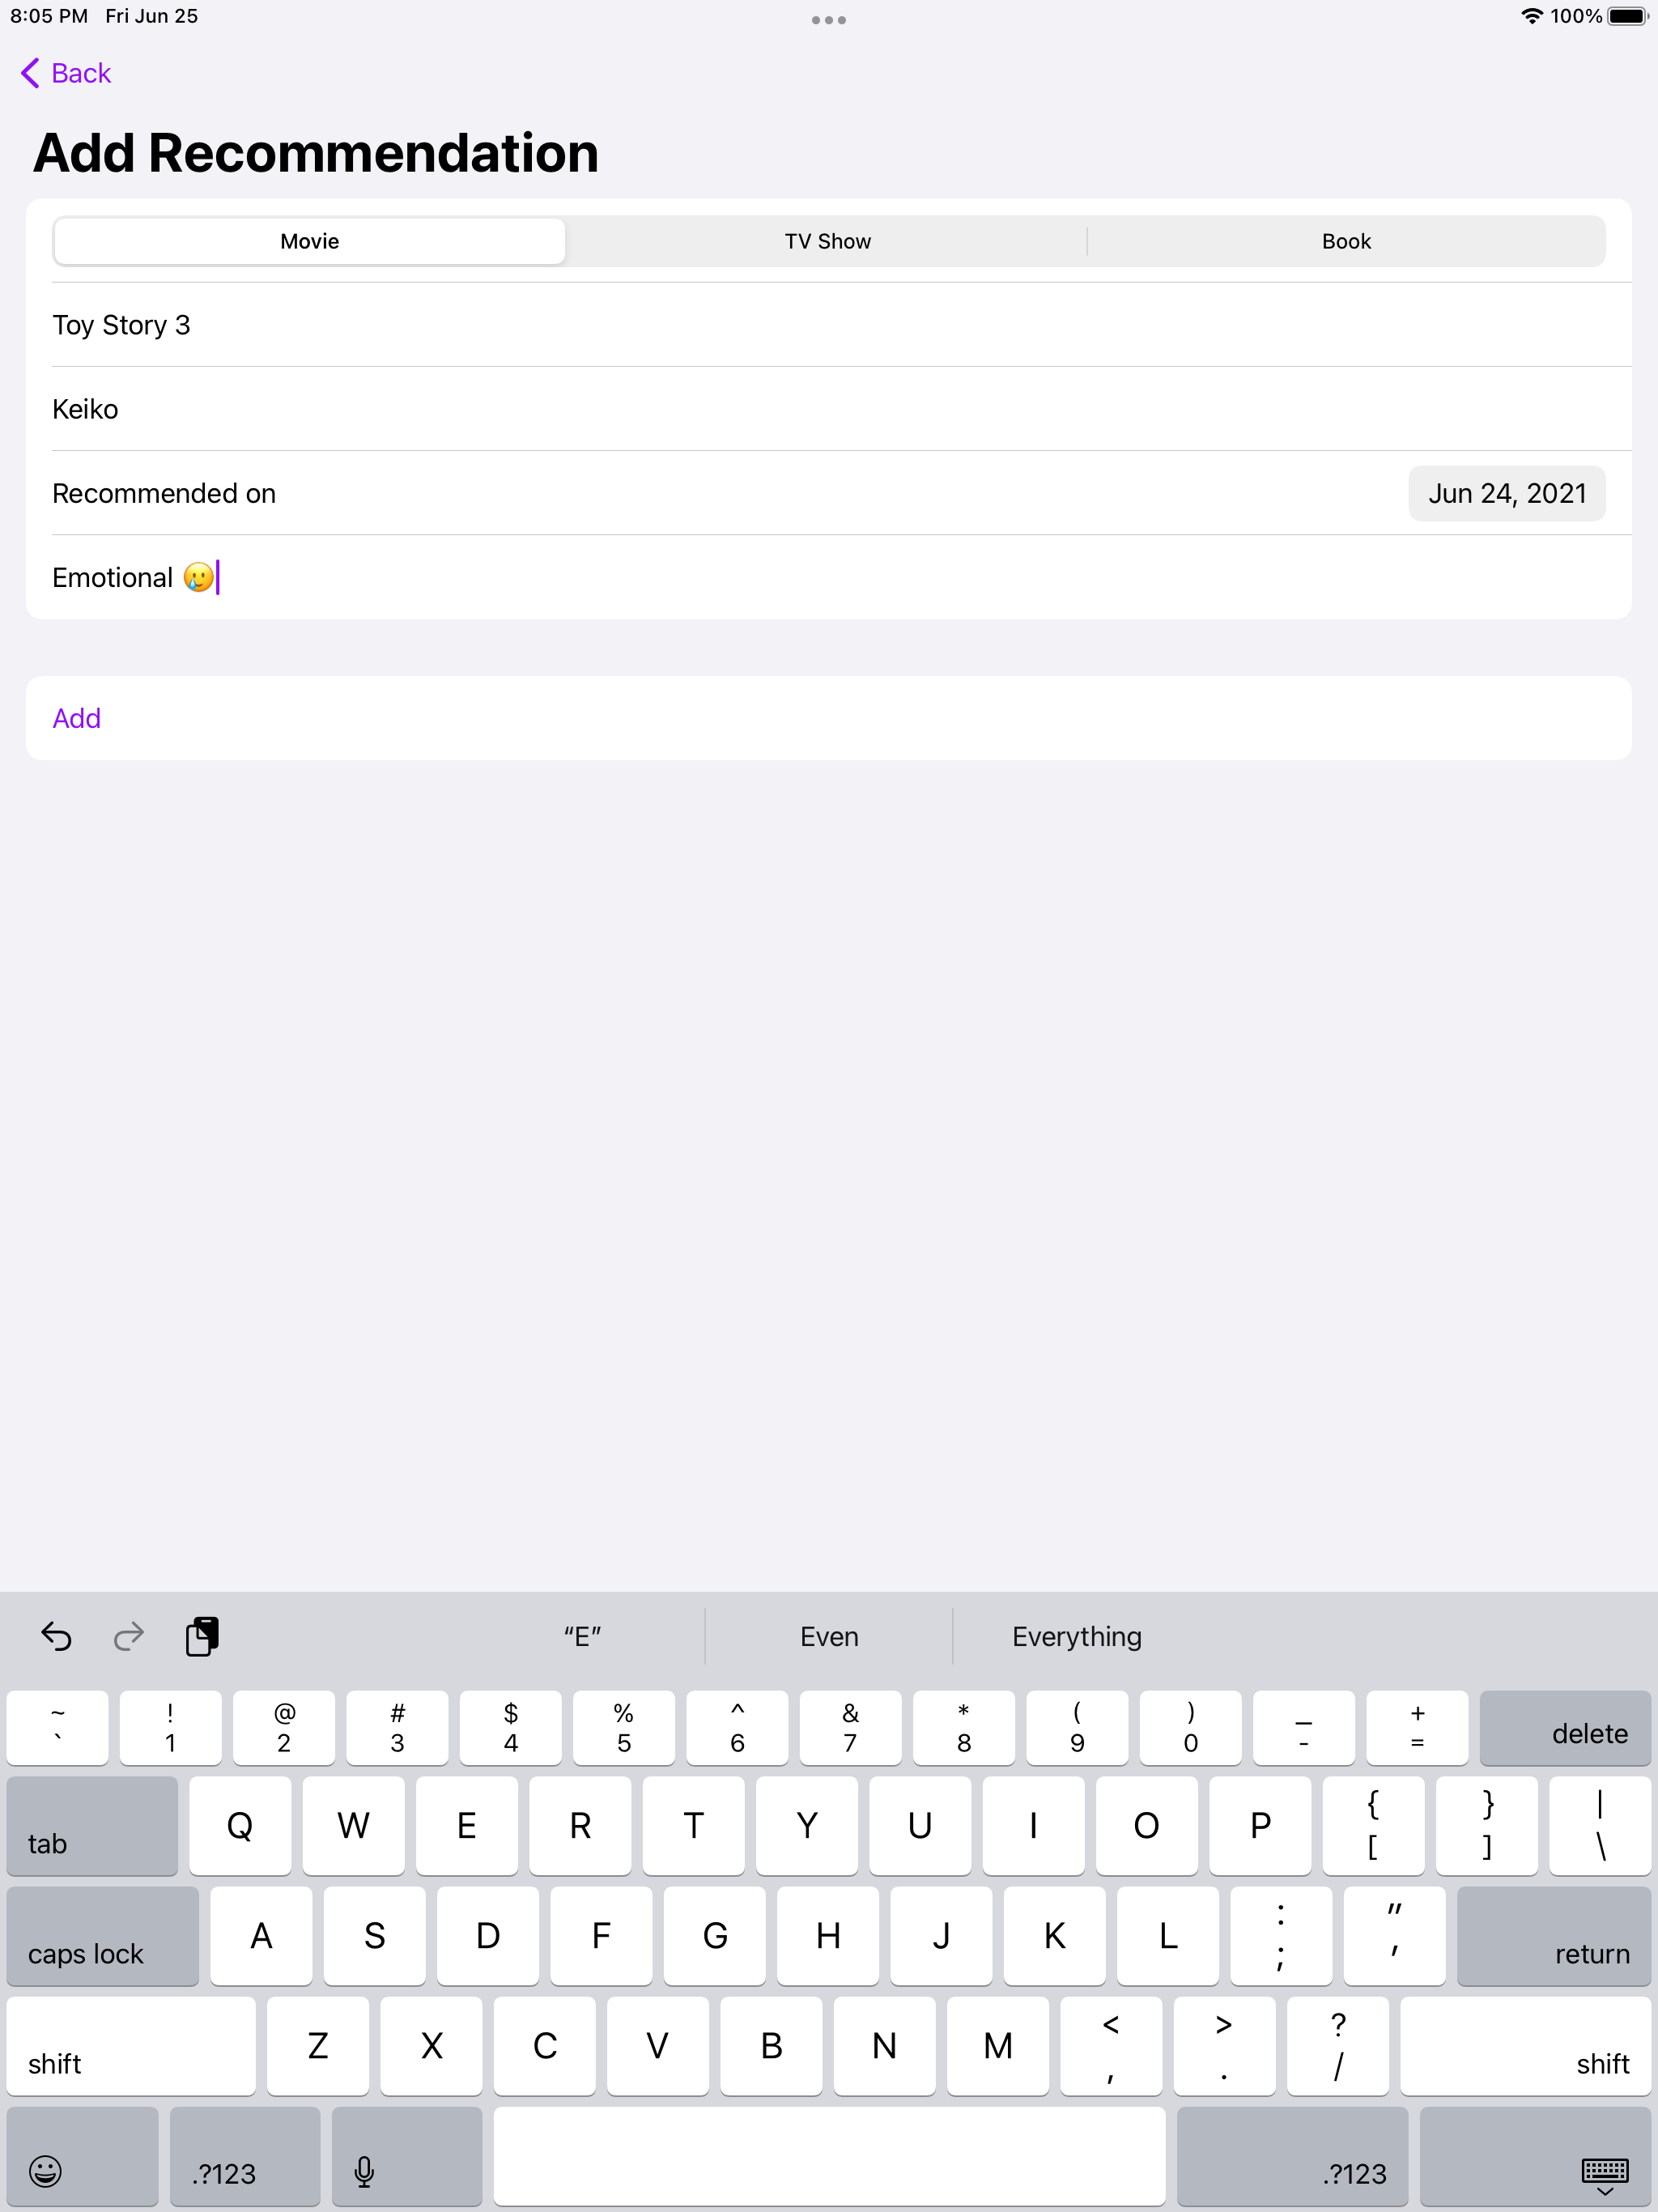 8:05 PM Fri Jun 25 100%
Back
Add Recommendation
Movie TV Show Book
Toy Story 3
Keiko
Recommended on Jun 24, 2021
Emotional 🥲
Add
“E” Even Everything
~ ! @ # $ % ^ & * ( ) _ +
` 1 2 3 4 5 6 7 8 9 0 - = delete
tab Q W E R T Y U I O P { [ } ] | \
caps lock A S D F G H J K L : ; " ' return
shift Z X C V B N M < , > . ? / shift
.?123 .?123